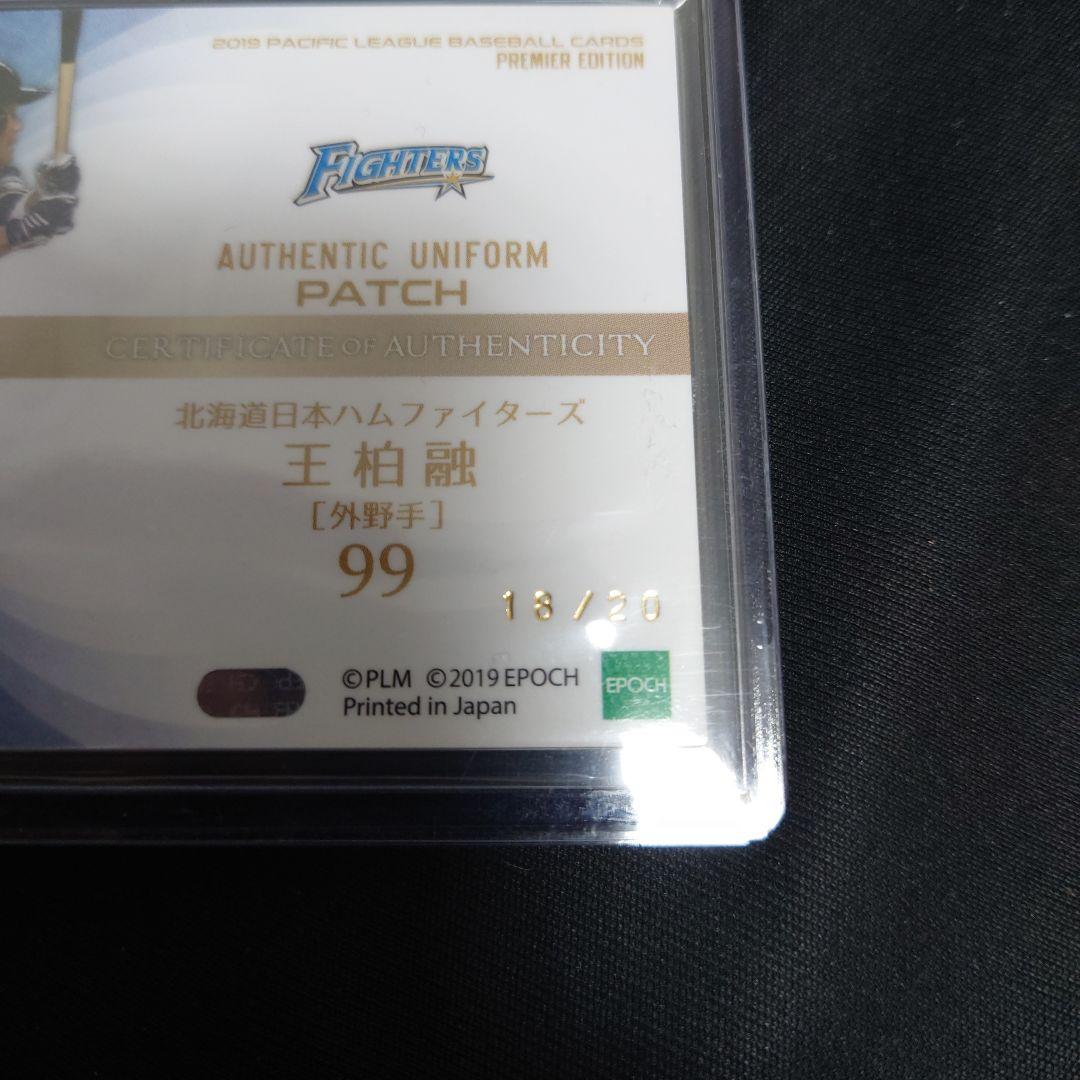 2019 PACIFIC LEAGUE BASEBALL CARDS
PREMIER EDITION
FIGHTERS
AUTHENTIC UNIFORM
PATCH
CERTIFICATE OF AUTHENTICITY
北海道日本ハムファイターズ
王柏融
[外野手]
99
18/20
©PLM ©2019 EPOCH
Printed in Japan
EPOCH